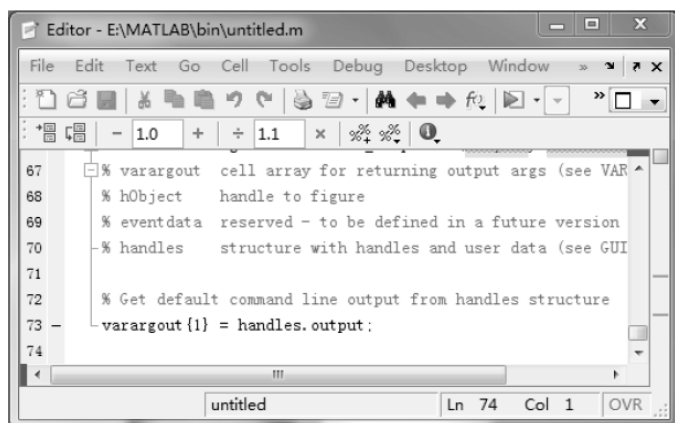 Editor - E:\MATLAB\bin\untitled.m
File Edit Text Go Cell Tools Debug Desktop Window »
- 1.0 + ÷ 1.1 ×
67 % varargout cell array for returning output args (see VAR
68 % hObject handle to figure
69 % eventdata reserved - to be defined in a future version
70 % handles structure with handles and user data (see GUI
71
72 % Get default command line output from handles structure
73 - varargout{1} = handles.output;
74
untitled Ln 74 Col 1 OVR